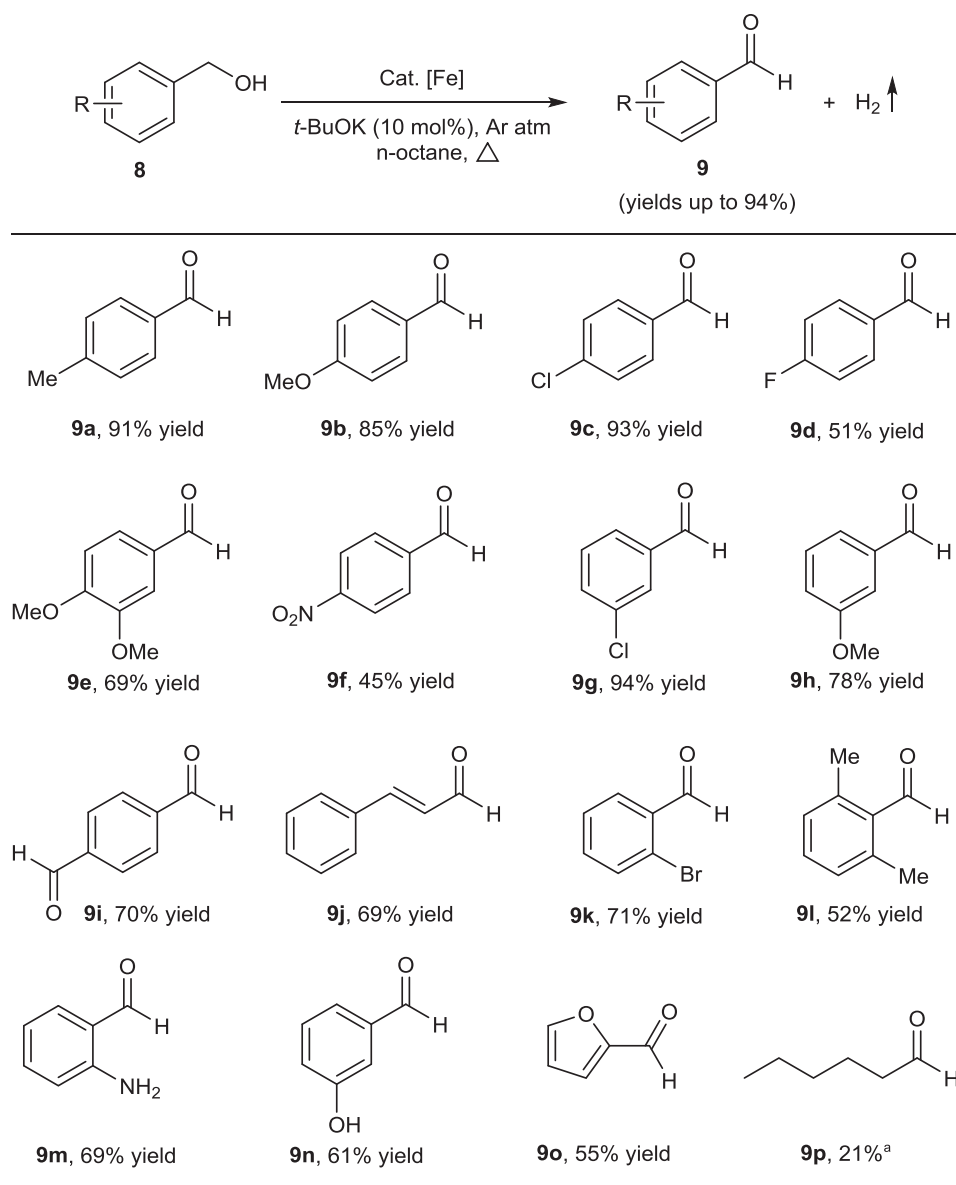 R
OH
Cat. [Fe]
t-BuOK (10 mol%), Ar atm
n-octane, △
8
R
O
H
+ H2
9
(yields up to 94%)
O
H
Me
9a, 91% yield
O
H
MeO
9b, 85% yield
O
H
Cl
9c, 93% yield
O
H
F
9d, 51% yield
O
H
MeO
OMe
9e, 69% yield
O
H
O2N
9f, 45% yield
O
H
Cl
9g, 94% yield
O
H
OMe
9h, 78% yield
O
H
H
O
9i, 70% yield
O
H
9j, 69% yield
O
H
Br
9k, 71% yield
Me
O
H
Me
9l, 52% yield
O
H
NH2
9m, 69% yield
O
H
OH
9n, 61% yield
O
O
H
9o, 55% yield
O
H
9p, 21%a